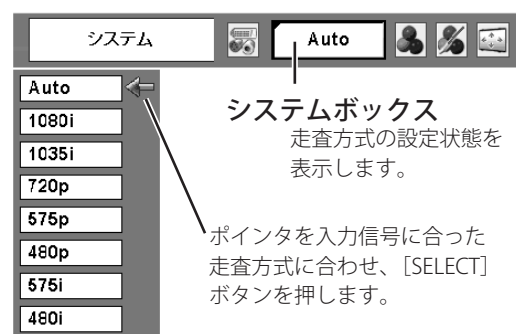 システム
Auto
Auto
1080i
1035i
720p
575p
480p
575i
480i
システムボックス
走査方式の設定状態を
表示します。
ポインタを入力信号に合った
走査方式に合わせ、［SELECT］
ボタンを押します。